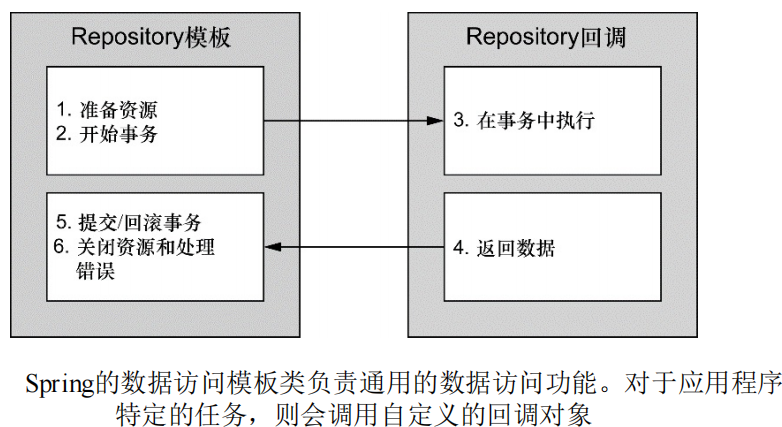 Repository模板
1. 准备资源
2. 开始事务
5. 提交/回滚事务
6. 关闭资源和处理
错误
Repository回调
3. 在事务中执行
4. 返回数据
Spring的数据访问模板类负责通用的数据访问功能。对于应用程序
特定的任务，则会调用自定义的回调对象